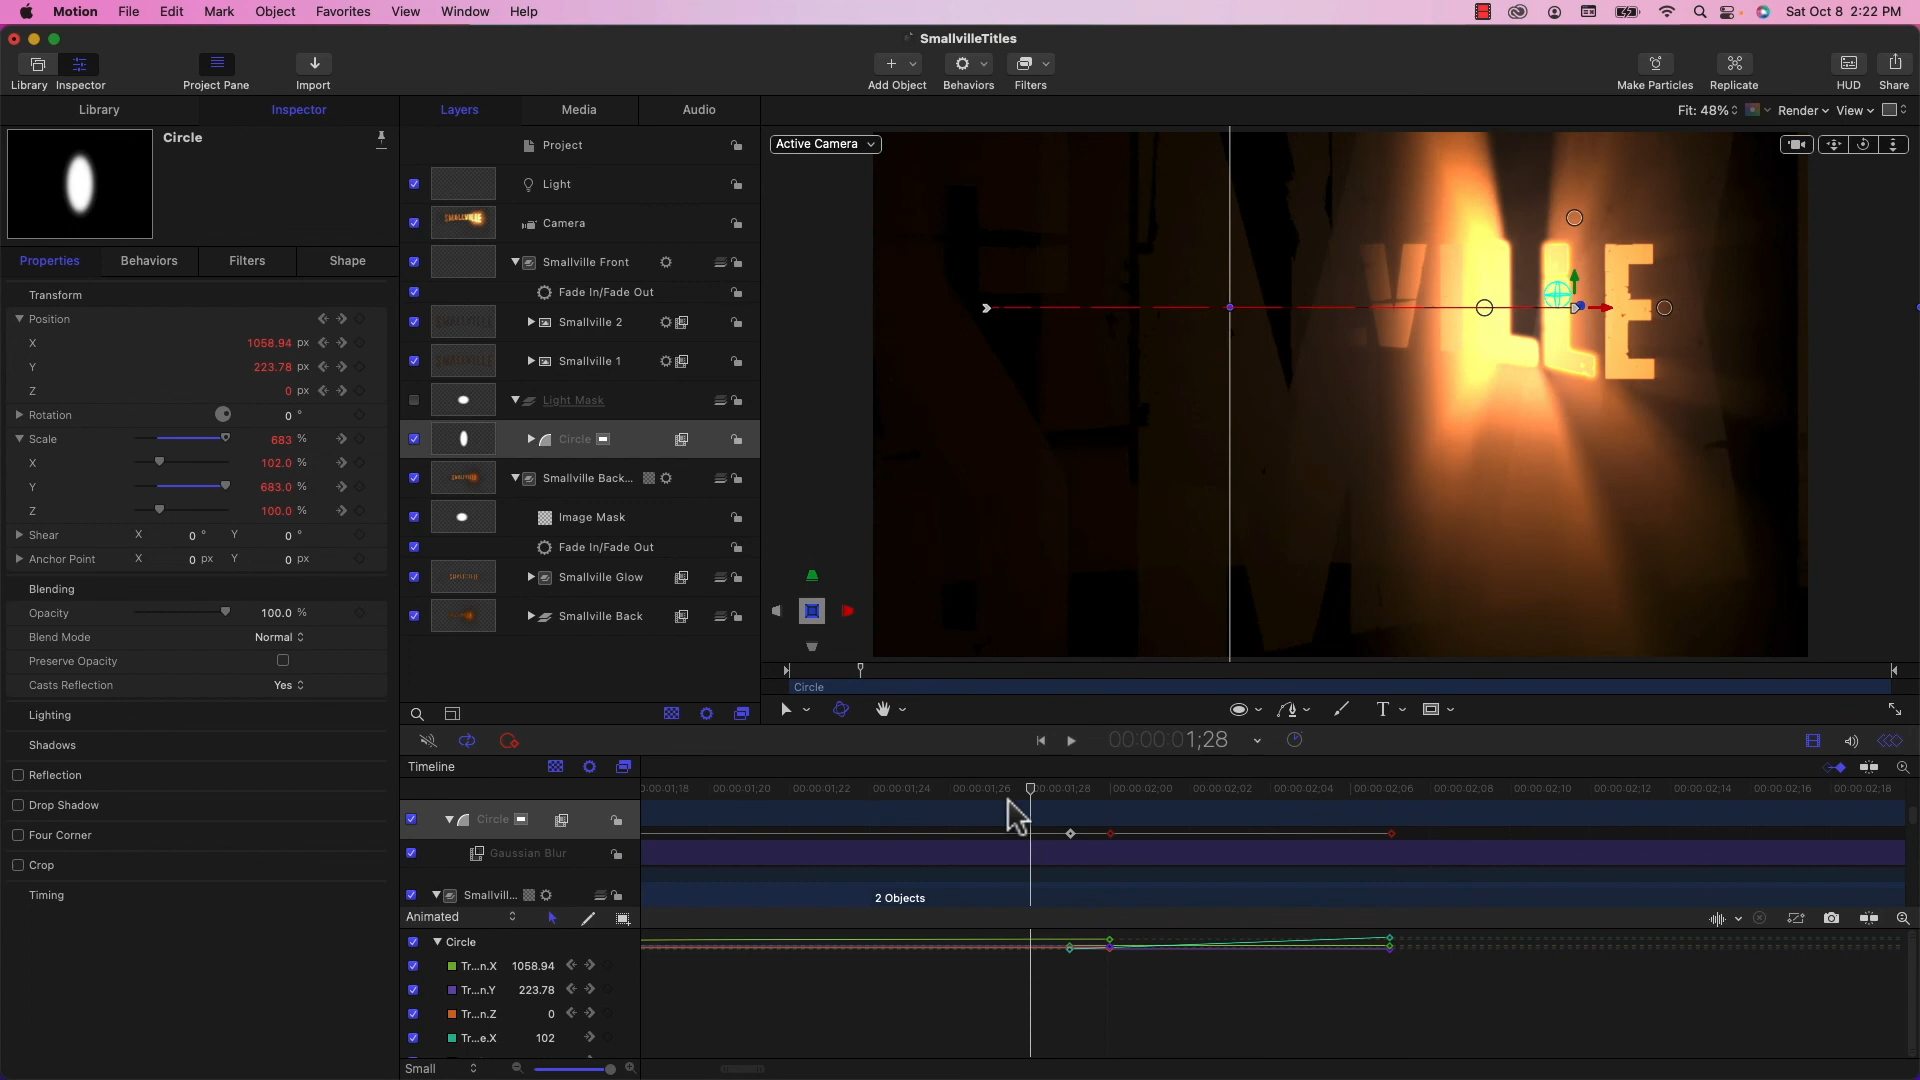 Motion File Edit Mark Object Favorites View Window Help Sat Oct 8 2:22 PM
SmallvilleTitles
Library Inspector Project Pane Import Add Object Behaviors Filters Make Particles Replicate HUD Share
Library Inspector Layers Media Audio Fit: 48% Render View
Circle
Active Camera
Project
Light
Camera
Smallville Front
Fade In/Fade Out
Smallville 2
Smallville 1
Light Mask
Circle
Smallville Back...
Image Mask
Fade In/Fade Out
Smallville Glow
Smallville Back
Properties Behaviors Filters Shape
Transform
Position
X 1058.94 px
Y 223.78 px
Z 0 px
Rotation 0 °
Scale 683 %
X 102.0 %
Y 683.0 %
Z 100.0 %
Shear X 0 ° Y 0 °
Anchor Point X 0 px Y 0 px
Blending
Opacity 100.0 %
Blend Mode Normal
Preserve Opacity
Casts Reflection Yes
Lighting
Shadows
Reflection
Drop Shadow
Four Corner
Crop
Timing
VILLE
Circle
T
00:00:01;28
Timeline
0:00:01;18 00:00:01;20 00:00:01;22 00:00:01;24 00:00:01;26 00:00:01;28 00:00:02;00 00:00:02;02 00:00:02;04 00:00:02;06 00:00:02;08 00:00:02;10 00:00:02;12 00:00:02;14 00:00:02;16 00:00:02;18
Circle
Gaussian Blur
Smallvill...
2 Objects
Animated
Circle
Tr...n.X 1058.94
Tr...n.Y 223.78
Tr...n.Z 0
Tr...e.X 102
Small